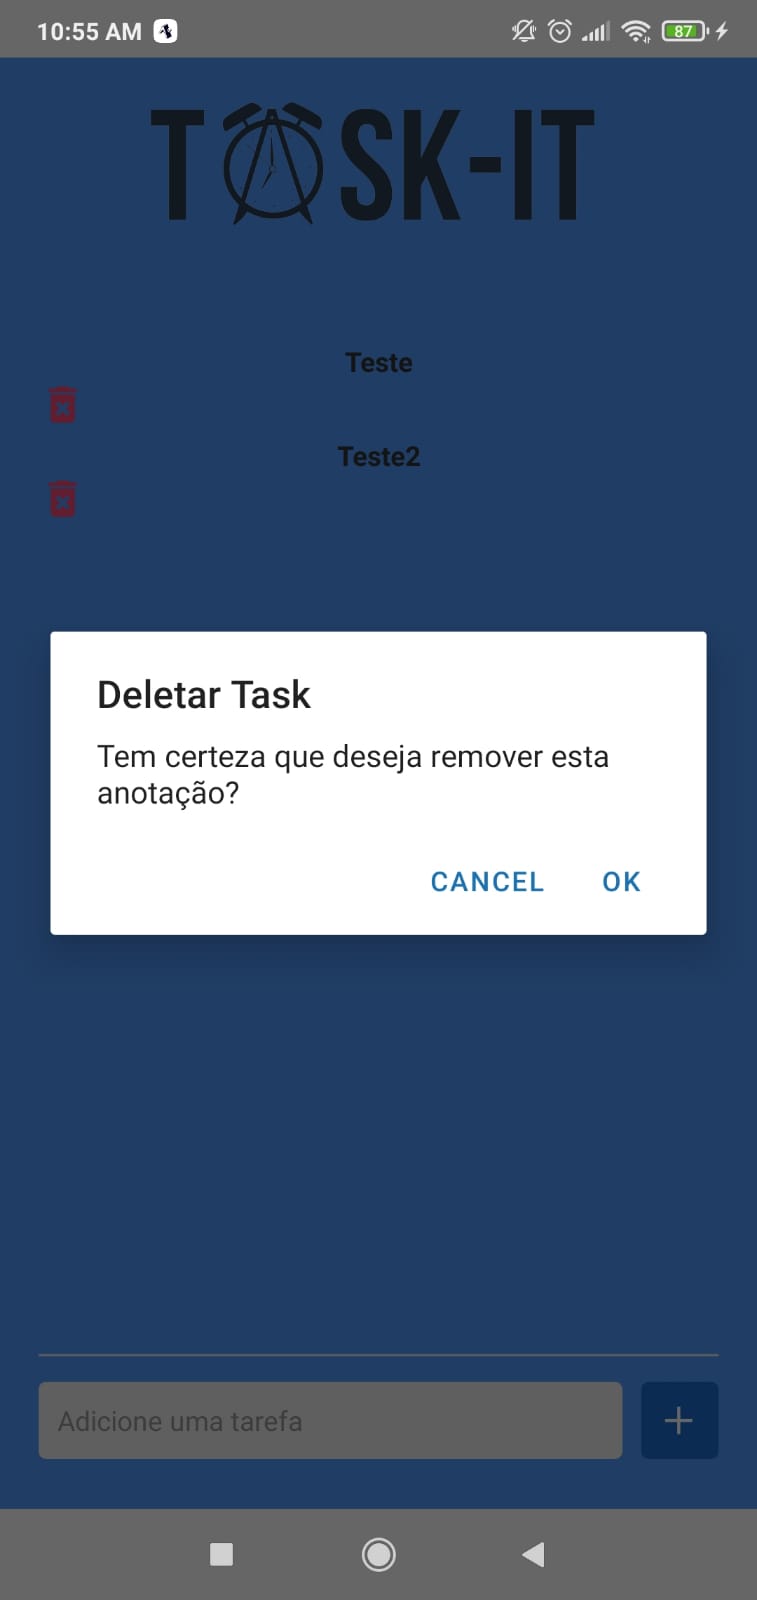 10:55 AM
87
TASK-IT
Teste
Teste2
Deletar Task
Tem certeza que deseja remover esta
anotação?
CANCEL OK
Adicione uma tarefa